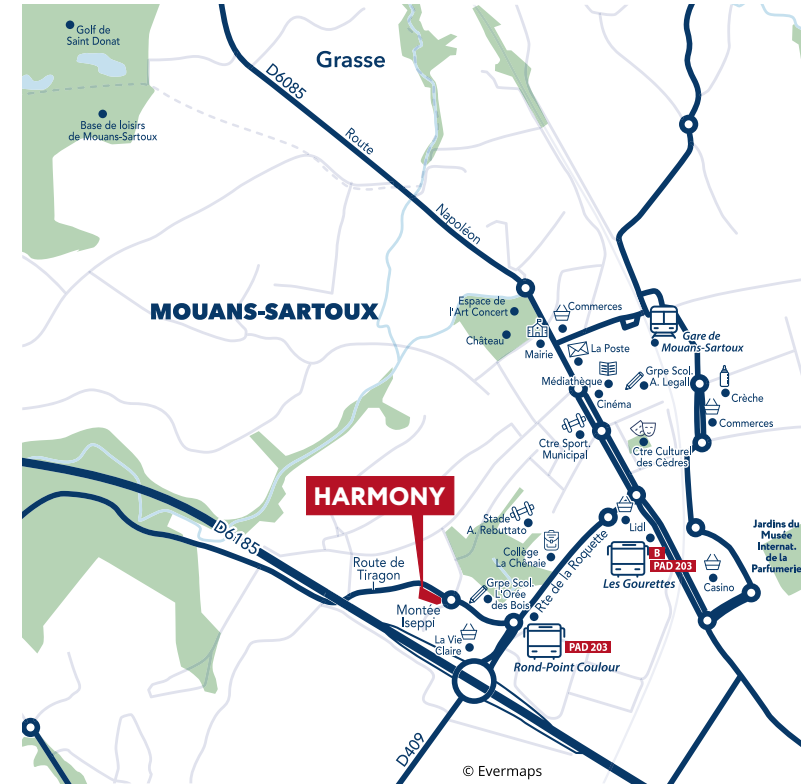 Golf de
Saint Donat
Grasse
D6085
Base de loisirs
de Mouans-Sartoux
Route
Napoléon
MOUANS-SARTOUX
Espace de
l'Art Concert
Commerces
Château
Mairie
La Poste
Gare de
Mouans-Sartoux
Médiathèque
Grpe Scol.
A. Legall
Cinéma
Crèche
Commerces
Ctre Sport.
Municipal
Ctre Culturel
des Cèdres
HARMONY
D6185
Stade
A. Rebuttato
Lidl
Jardins du
Musée
Internat.
de la
Parfumerie
Collège
La Chênaie
Rte de la Roquette
B
PAD 203
Les Gourettes
Casino
Route de
Tiragon
Grpe Scol.
L'Orée
des Bois
Montée
Iseppi
La Vie
Claire
PAD 203
Rond-Point Coulour
D409
© Evermaps